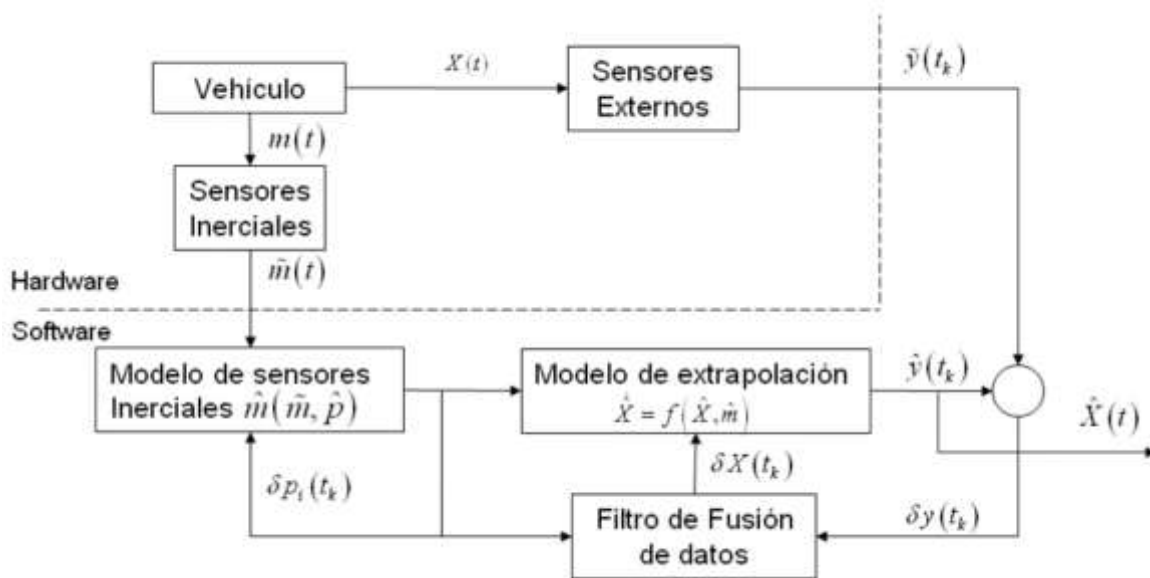 Vehículo
X(t)
Sensores
Externos
ỹ(t_k)
m(t)
Sensores
Inerciales
m̃(t)
Hardware
Software
Modelo de sensores
Inerciales m̂(m̃, p̂)
Modelo de extrapolación
X̂̇ = f(X̂, m̂)
ŷ(t_k)
X̂(t)
δX(t_k)
δp_i(t_k)
Filtro de Fusión
de datos
δy(t_k)